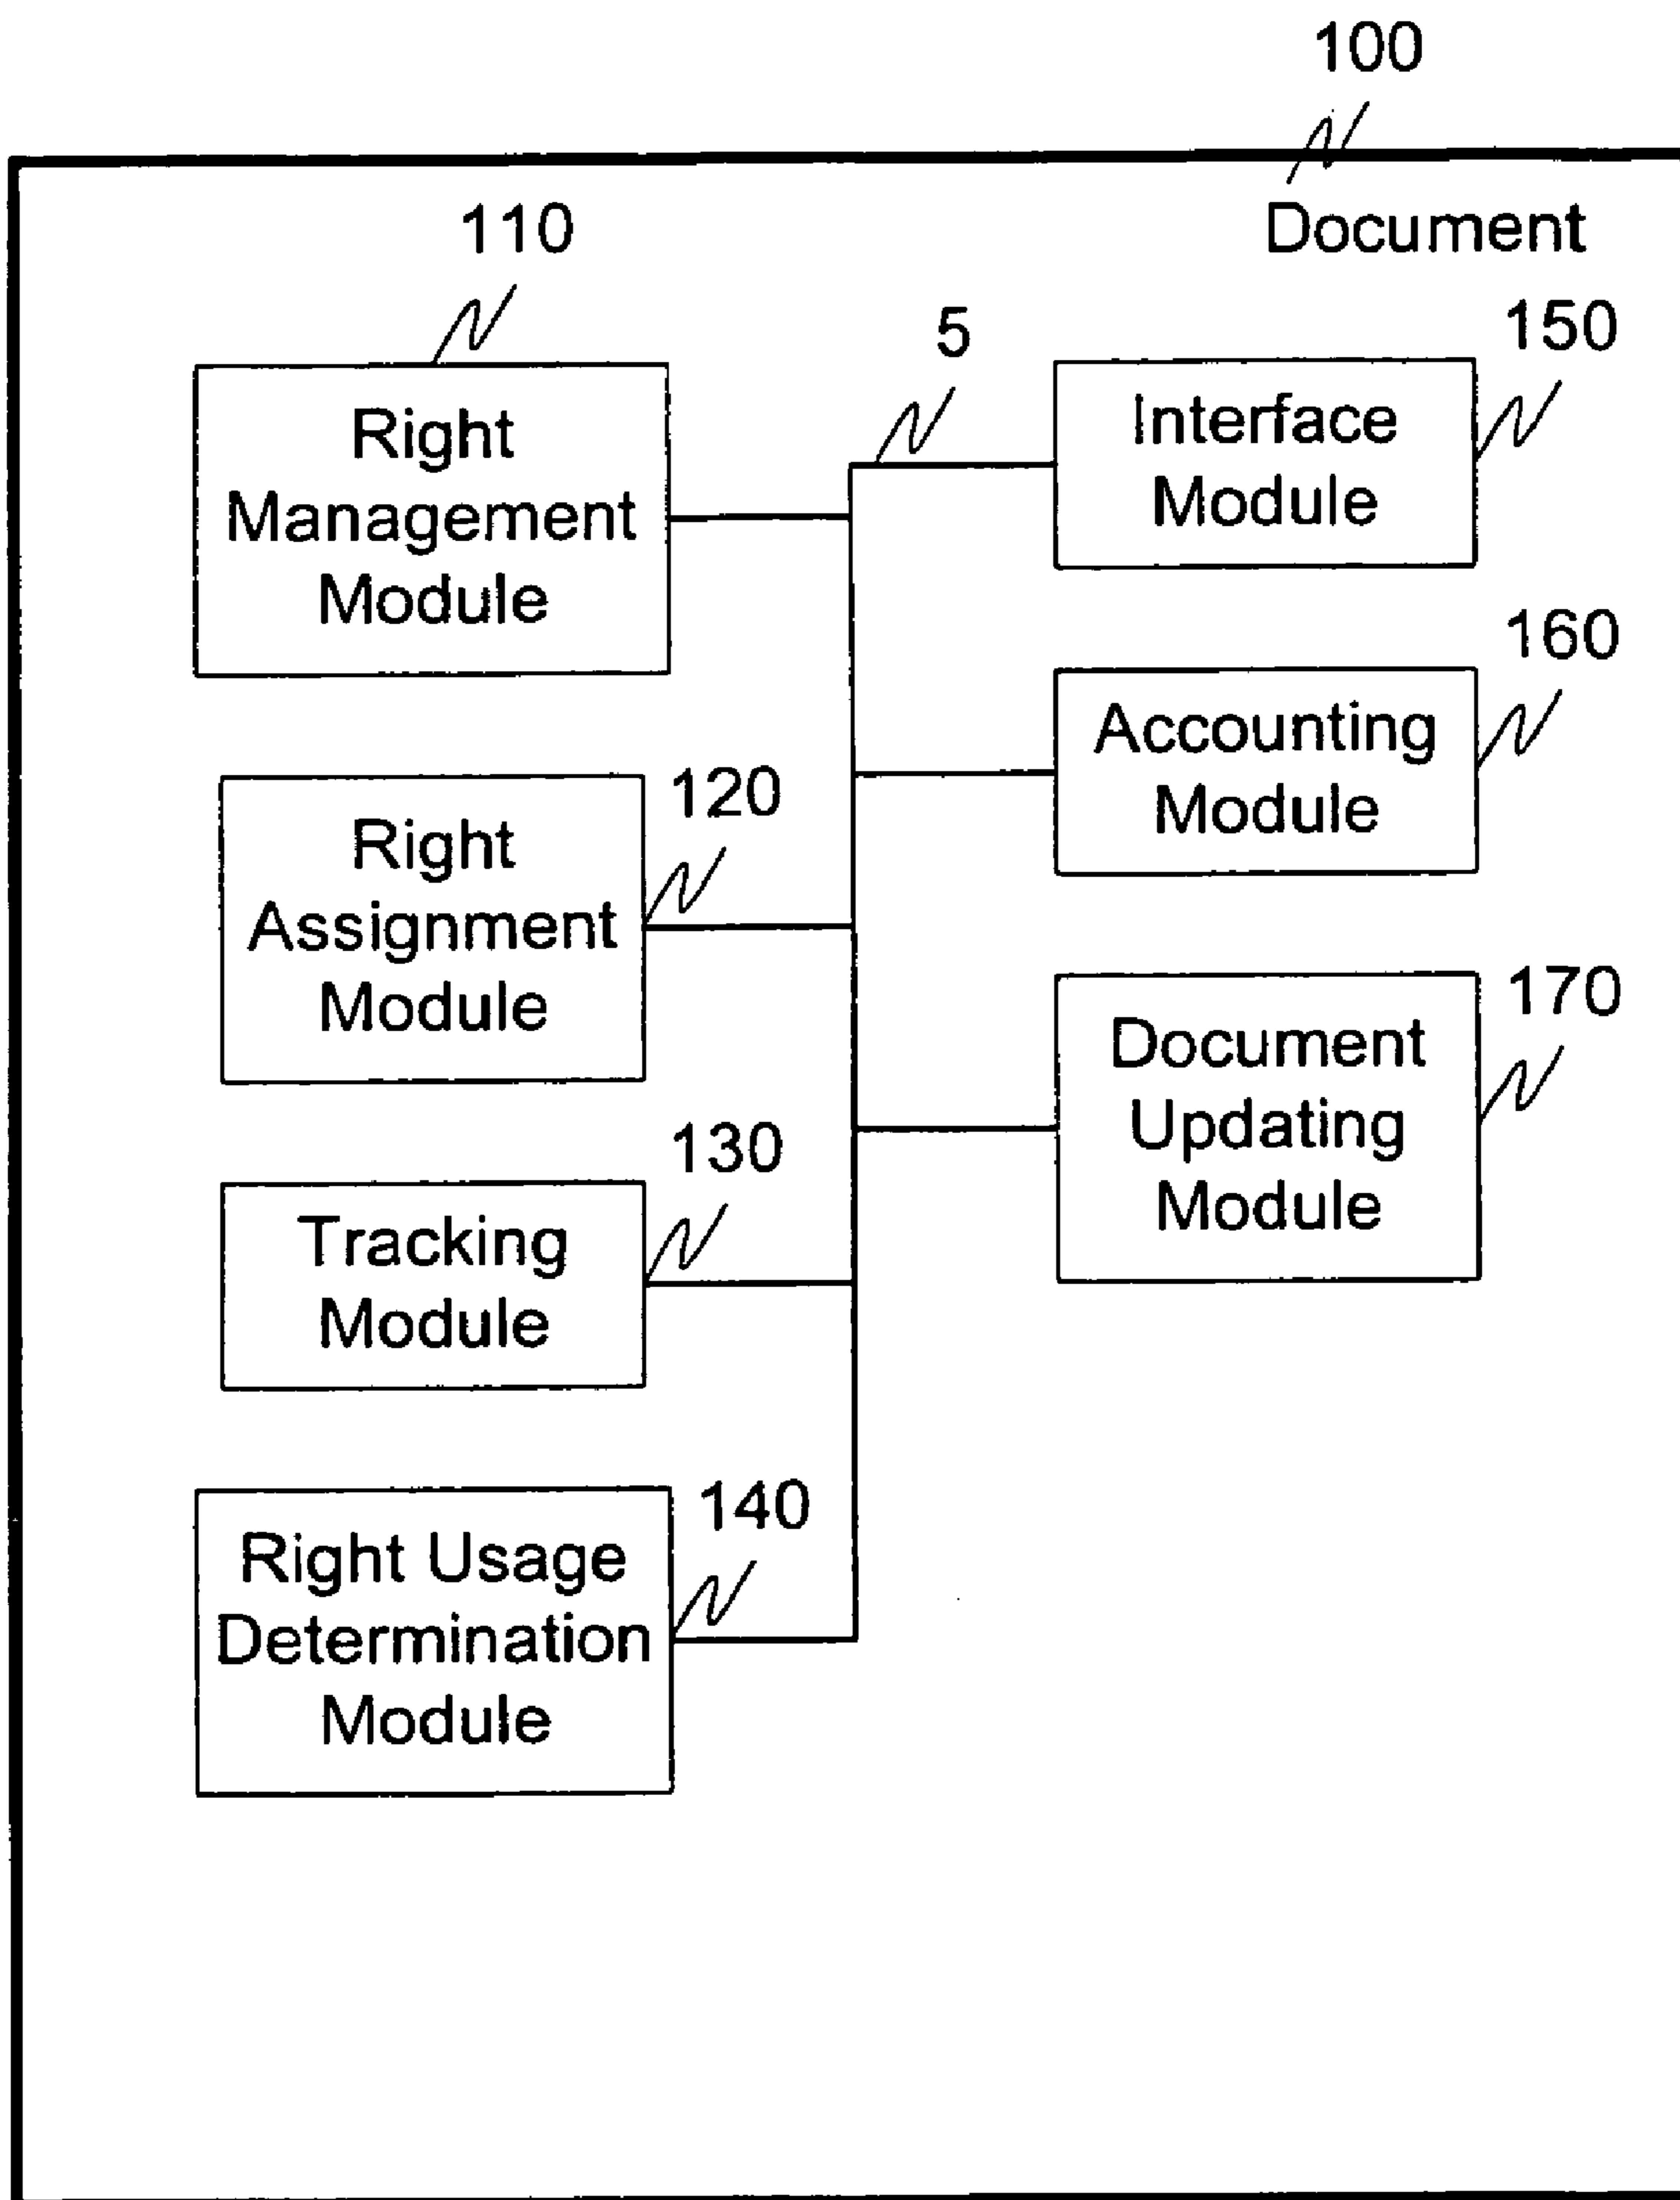 100
Document
110
Right
Management
Module
5
150
Interface
Module
120
Right
Assignment
Module
160
Accounting
Module
130
Tracking
Module
170
Document
Updating
Module
140
Right Usage
Determination
Module